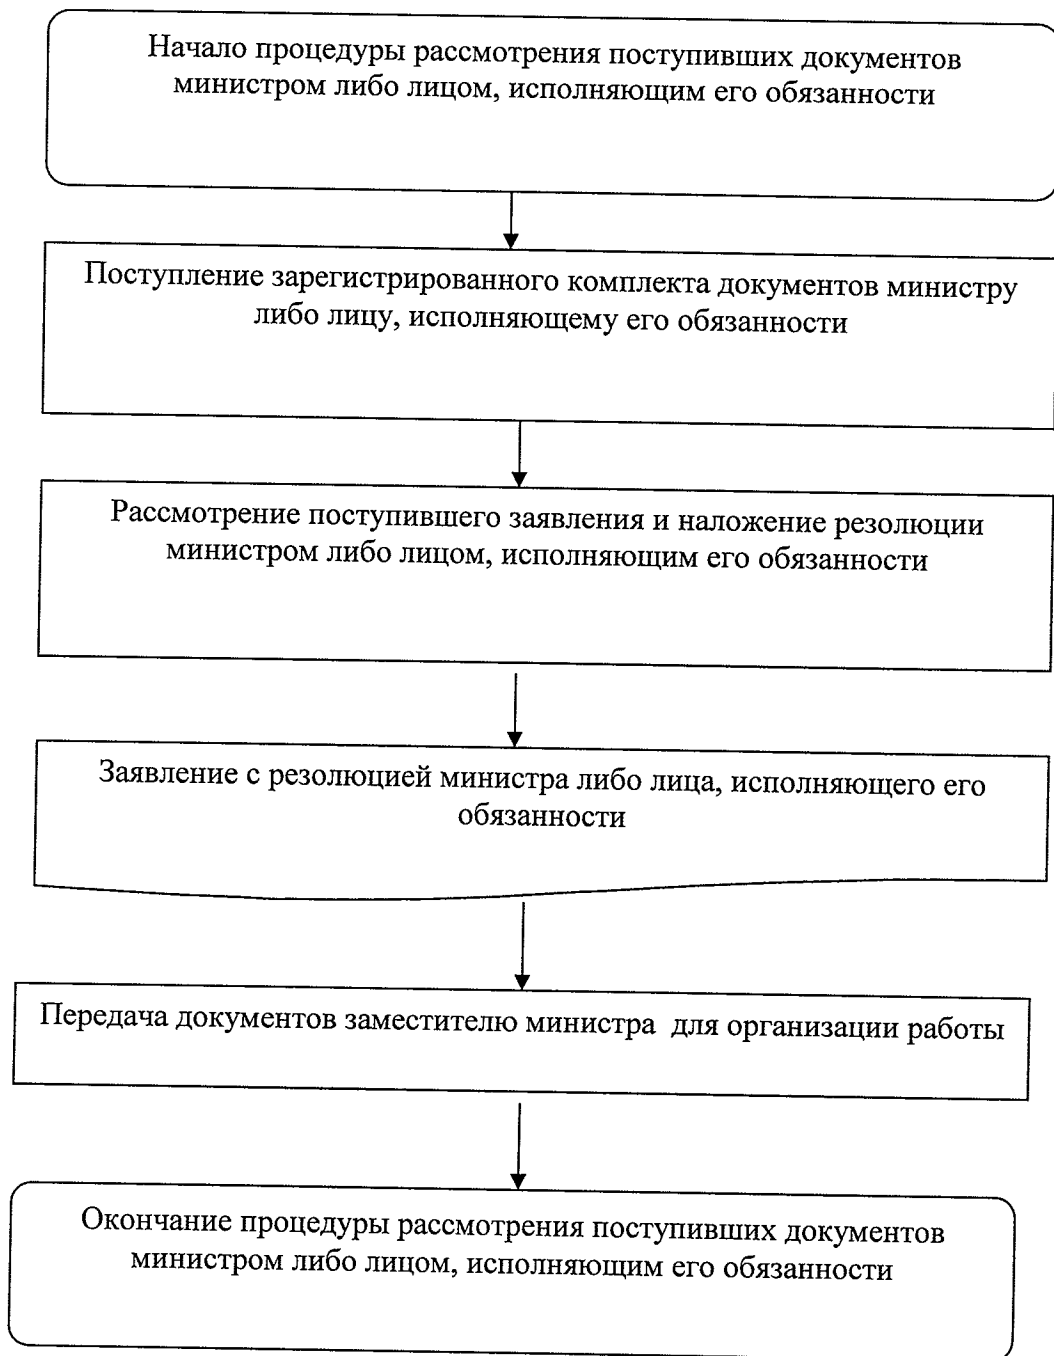 Начало процедуры рассмотрения поступивших документов
министром либо лицом, исполняющим его обязанности
Поступление зарегистрированного комплекта документов министру
либо лицу, исполняющему его обязанности
Рассмотрение поступившего заявления и наложение резолюции
министром либо лицом, исполняющим его обязанности
Заявление с резолюцией министра либо лица, исполняющего его
обязанности
Передача документов заместителю министра для организации работы
Окончание процедуры рассмотрения поступивших документов
министром либо лицом, исполняющим его обязанности